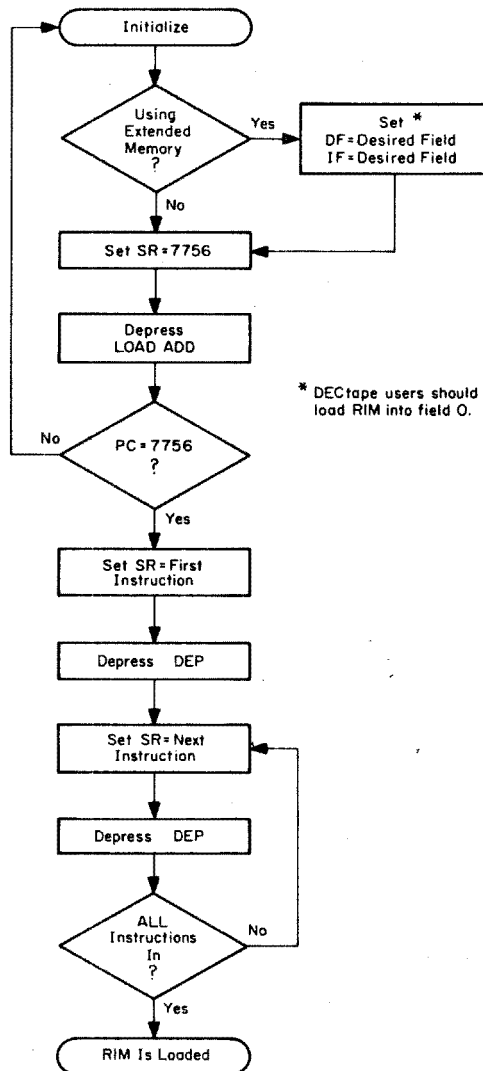 Initialize
Using
Extended
Memory
?
Yes
Set *
DF=Desired Field
IF=Desired Field
No
Set SR=7756
Depress
LOAD ADD
* DECtape users should
load RIM into field 0.
No
PC=7756
?
Yes
Set SR=First
Instruction
Depress DEP
Set SR=Next
Instruction
Depress DEP
ALL
Instructions
In
?
No
Yes
RIM Is Loaded